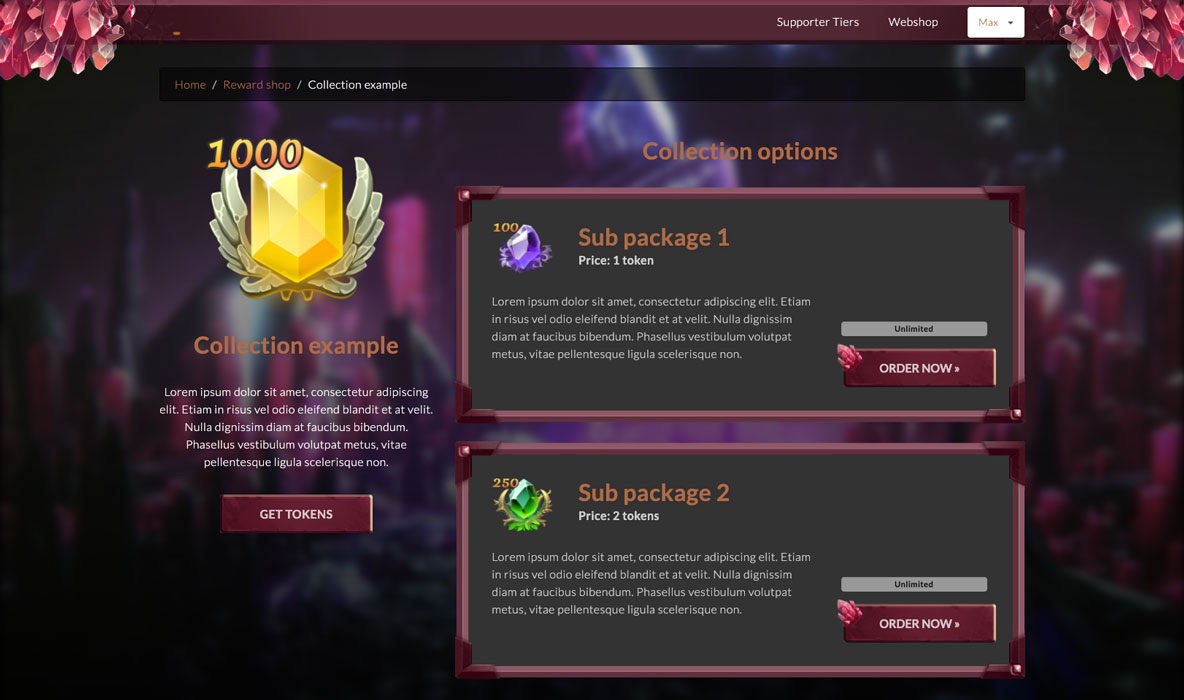 Supporter Tiers
Webshop
Max
Home / Reward shop / Collection example
1000
Collection example
Lorem ipsum dolor sit amet, consectetur adipiscing
elit. Etiam in risus vel odio eleifend blandit et at velit.
Nulla dignissim diam at faucibus bibendum.
Phasellus vestibulum volutpat metus, vitae
pellentesque ligula scelerisque non.
GET TOKENS
Collection options
100
Sub package 1
Price: 1 token
Lorem ipsum dolor sit amet, consectetur adipiscing elit. Etiam
in risus vel odio eleifend blandit et at velit. Nulla dignissim
diam at faucibus bibendum. Phasellus vestibulum volutpat
metus, vitae pellentesque ligula scelerisque non.
Unlimited
ORDER NOW »
250
Sub package 2
Price: 2 tokens
Lorem ipsum dolor sit amet, consectetur adipiscing elit. Etiam
in risus vel odio eleifend blandit et at velit. Nulla dignissim
diam at faucibus bibendum. Phasellus vestibulum volutpat
metus, vitae pellentesque ligula scelerisque non.
Unlimited
ORDER NOW »